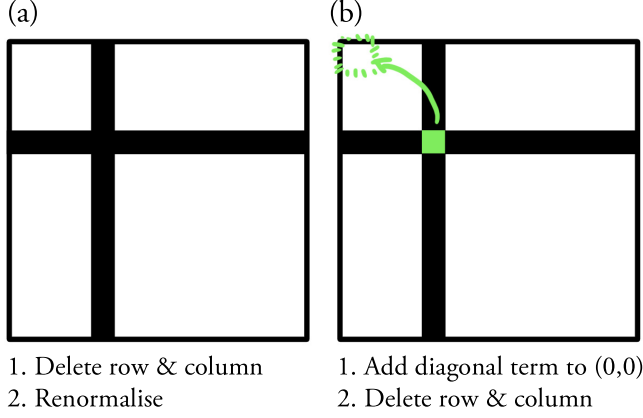 (a)
(b)
1. Delete row & column
2. Renormalise
1. Add diagonal term to (0,0)
2. Delete row & column